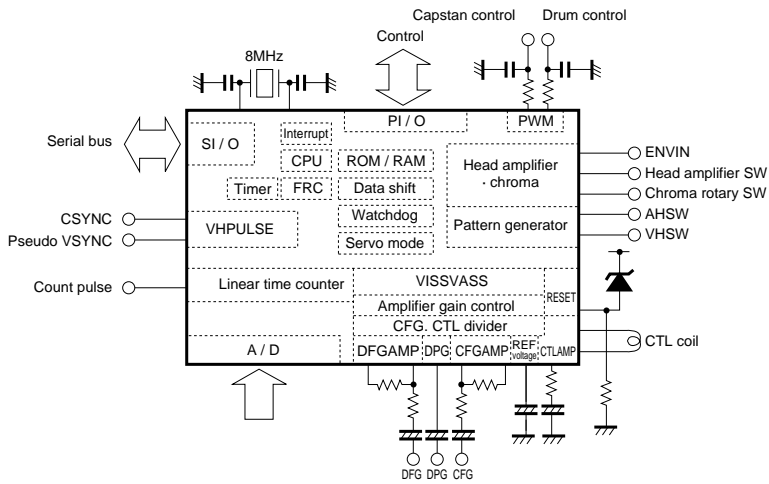 Capstan control
Drum control
Control
8MHz
PI / O
PWM
Serial bus
SI / O
Interrupt
CPU
ROM / RAM
Head amplifier
· chroma
ENVIN
Head amplifier SW
Timer
FRC
Data shift
Chroma rotary SW
CSYNC
VHPULSE
Watchdog
Pattern generator
AHSW
Pseudo VSYNC
Servo mode
VHSW
Count pulse
Linear time counter
VISSVASS
RESET
Amplifier gain control
CFG. CTL divider
CTL coil
A / D
DFGAMP
DPG
CFGAMP
REF
voltage
CTLAMP
DFG
DPG
CFG